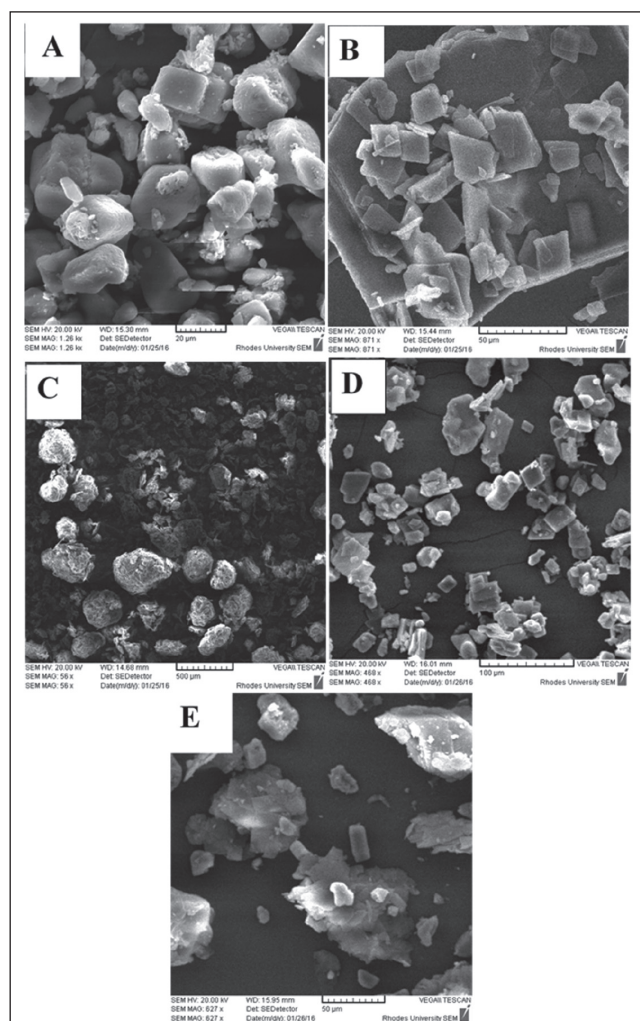 A
SEM HV: 20.00 kV WD: 15.30 mm VEGA\\ TESCAN
SEM MAG: 1.26 kx Det: SEDetector 20 µm
SEM MAG: 1.26 kx Date(m/d/y): 01/25/16 Rhodes University SEM
B
SEM HV: 20.00 kV WD: 15.44 mm VEGA\\ TESCAN
SEM MAG: 871 x Det: SEDetector 50 µm
SEM MAG: 871 x Date(m/d/y): 01/25/16 Rhodes University SEM
C
SEM HV: 20.00 kV WD: 14.68 mm VEGA\\ TESCAN
SEM MAG: 56 x Det: SEDetector 500 µm
SEM MAG: 56 x Date(m/d/y): 01/25/16 Rhodes University SEM
D
SEM HV: 20.00 kV WD: 16.01 mm VEGA\\ TESCAN
SEM MAG: 468 x Det: SEDetector 100 µm
SEM MAG: 468 x Date(m/d/y): 01/26/16 Rhodes University SEM
E
SEM HV: 20.00 kV WD: 15.95 mm VEGA\\ TESCAN
SEM MAG: 627 x Det: SEDetector 50 µm
SEM MAG: 627 x Date(m/d/y): 01/26/16 Rhodes University SEM